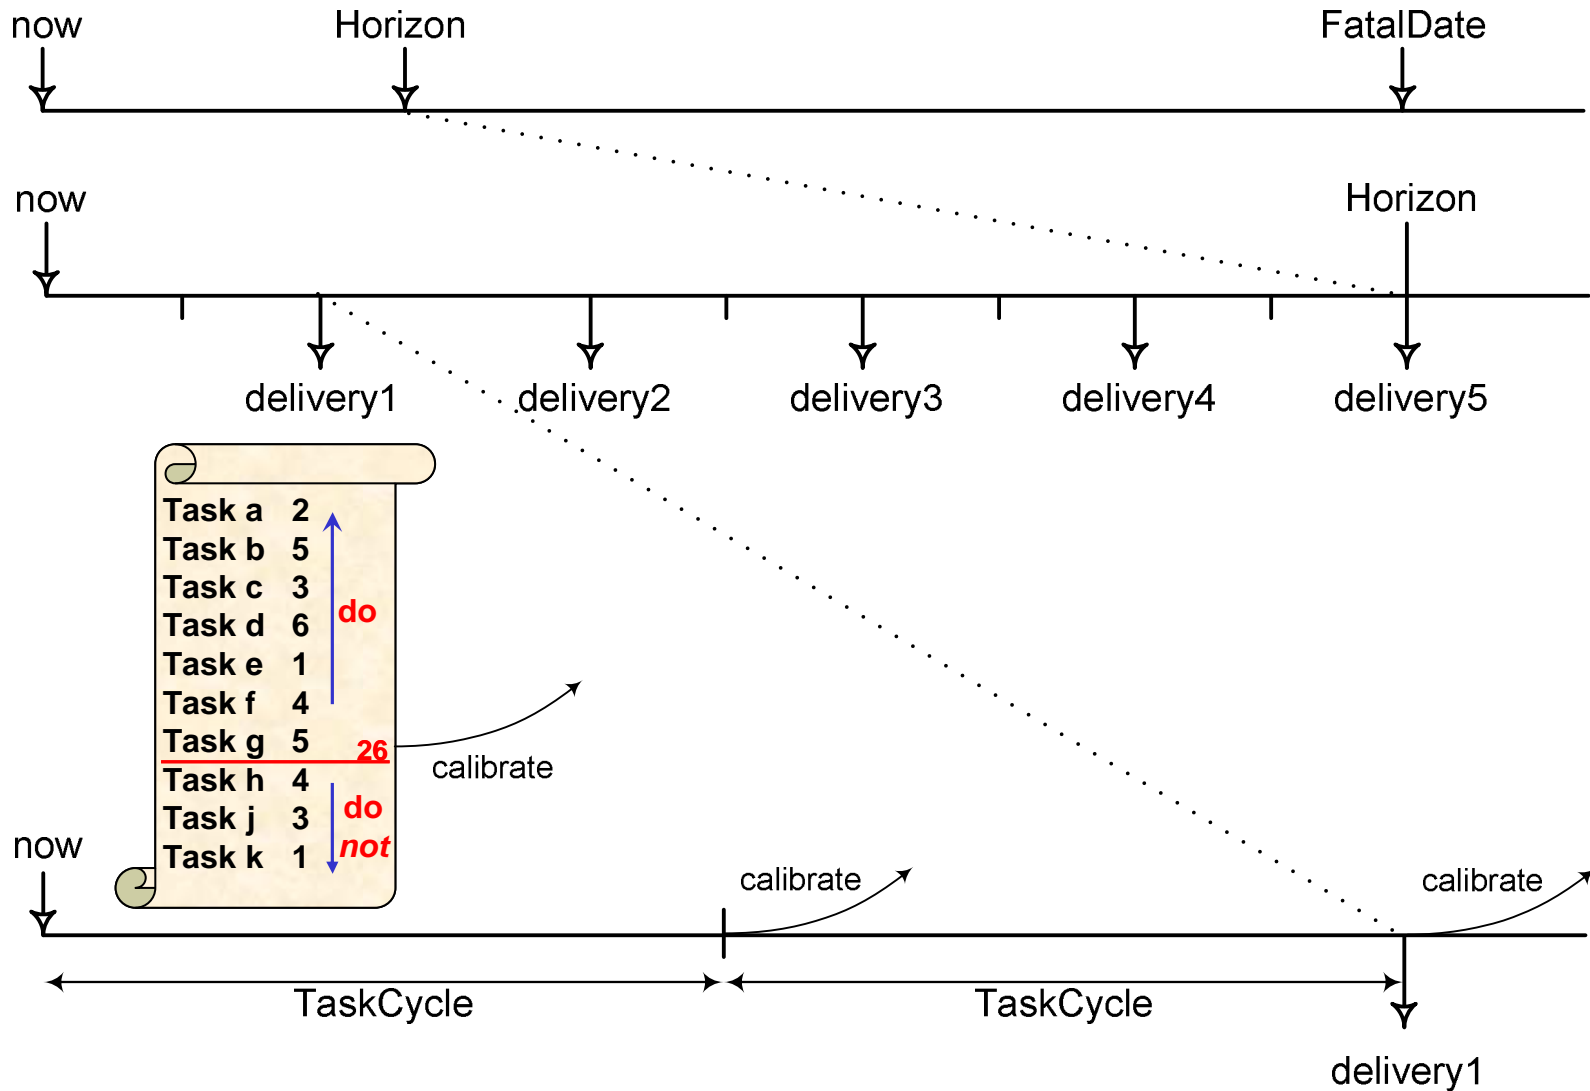 now Horizon FatalDate
now Horizon
delivery1 delivery2 delivery3 delivery4 delivery5
Task a 2
Task b 5
Task c 3
Task d 6
do
Task e 1
Task f 4
Task g 5 26
calibrate
Task h 4
Task j 3 do
Task k 1 not
now
calibrate calibrate
TaskCycle TaskCycle
delivery1